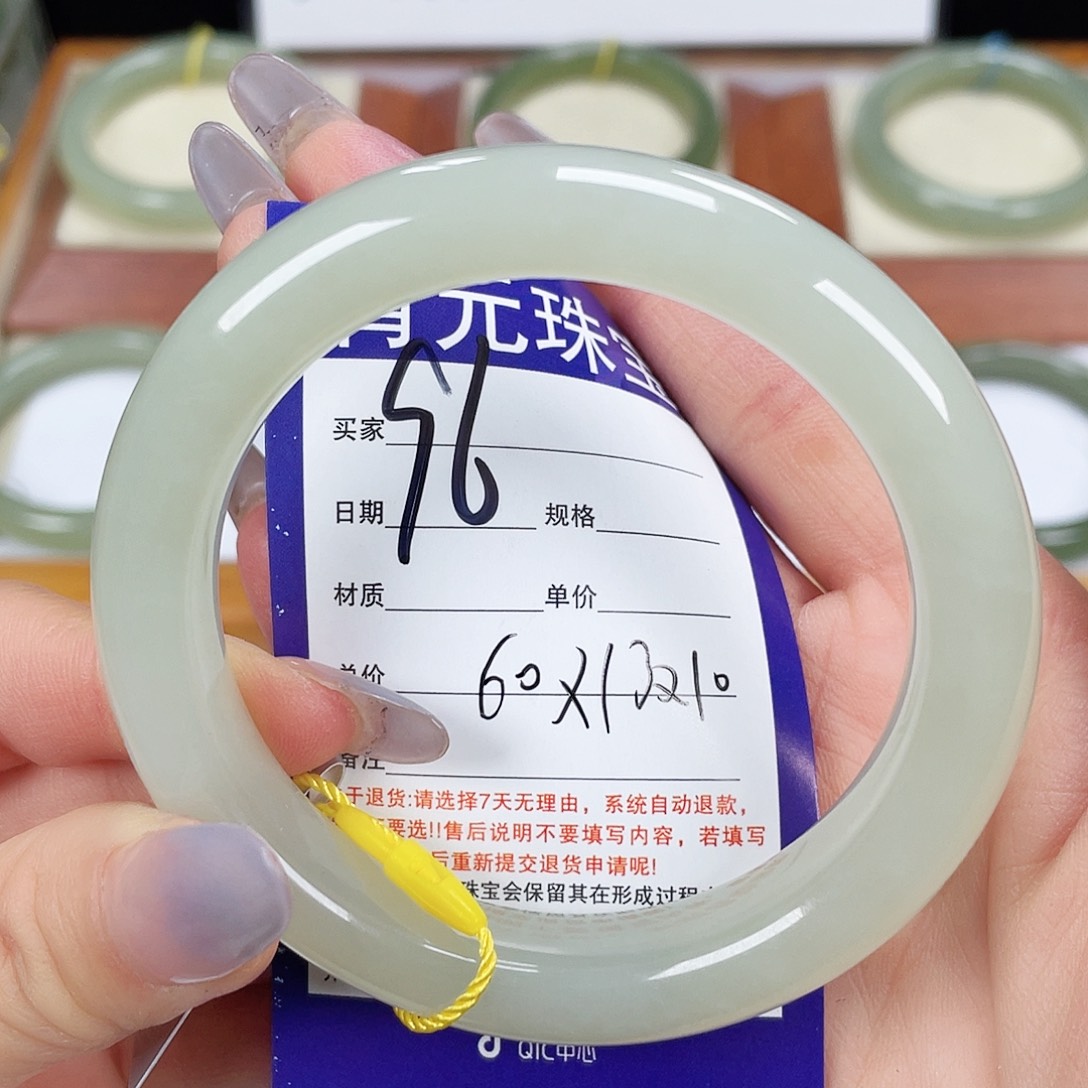 元珠宝
96
买家
日期 规格
材质 单价
单价 60X13X10
备注
于退货:请选择7天无理由，系统自动退款，
要选!!售后说明不要填写内容，若填写
后重新提交退货申请呢!
珠宝会保留其在形成过程
QIC中心